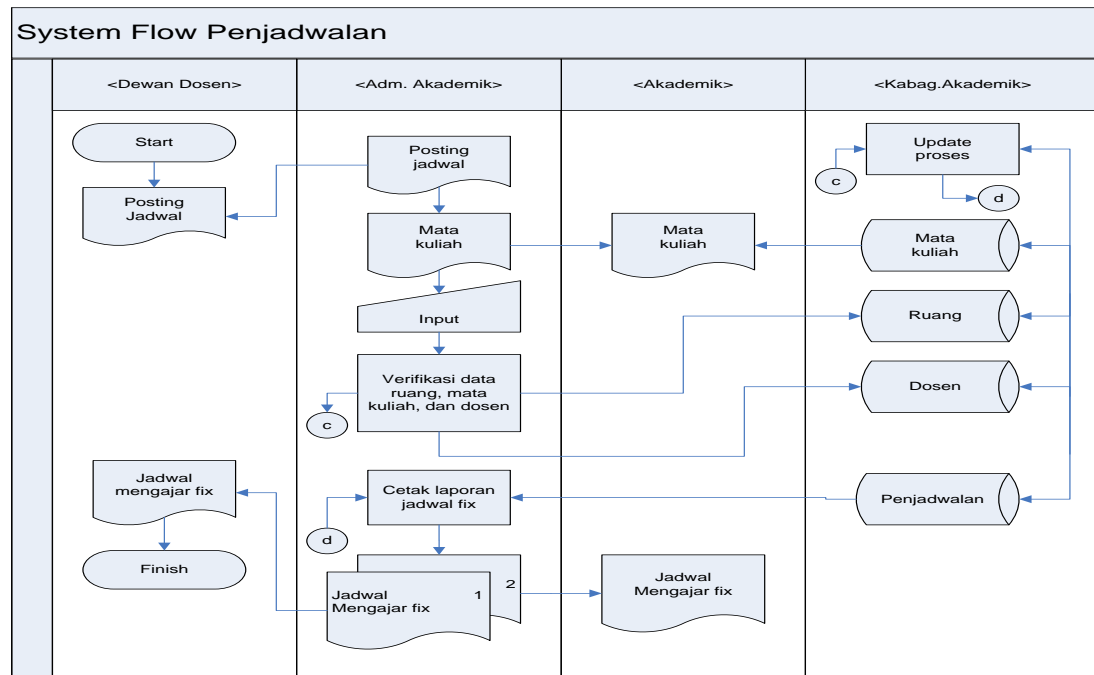 System Flow Penjadwalan
<Dewan Dosen>
<Adm. Akademik>
<Akademik>
<Kabag.Akademik>
Start
Posting
Jadwal
Jadwal
mengajar fix
Finish
Posting
jadwal
Mata
kuliah
Input
Verifikasi data
ruang, mata
kuliah, dan dosen
c
Cetak laporan
jadwal fix
d
2
Jadwal 1
Mengajar fix
Mata
kuliah
Jadwal
Mengajar fix
Update
proses
c
d
Mata
kuliah
Ruang
Dosen
Penjadwalan